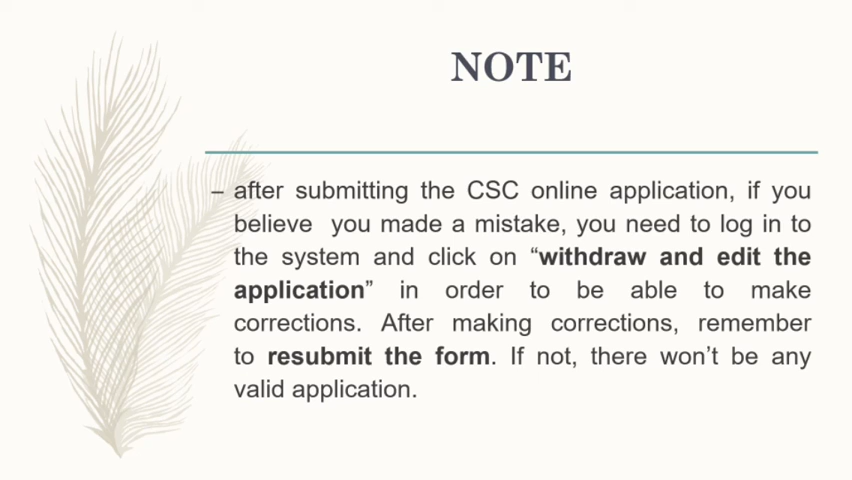 NOTE
– after submitting the CSC online application, if you
believe you made a mistake, you need to log in to
the system and click on “withdraw and edit the
application” in order to be able to make
corrections. After making corrections, remember
to resubmit the form. If not, there won’t be any
valid application.